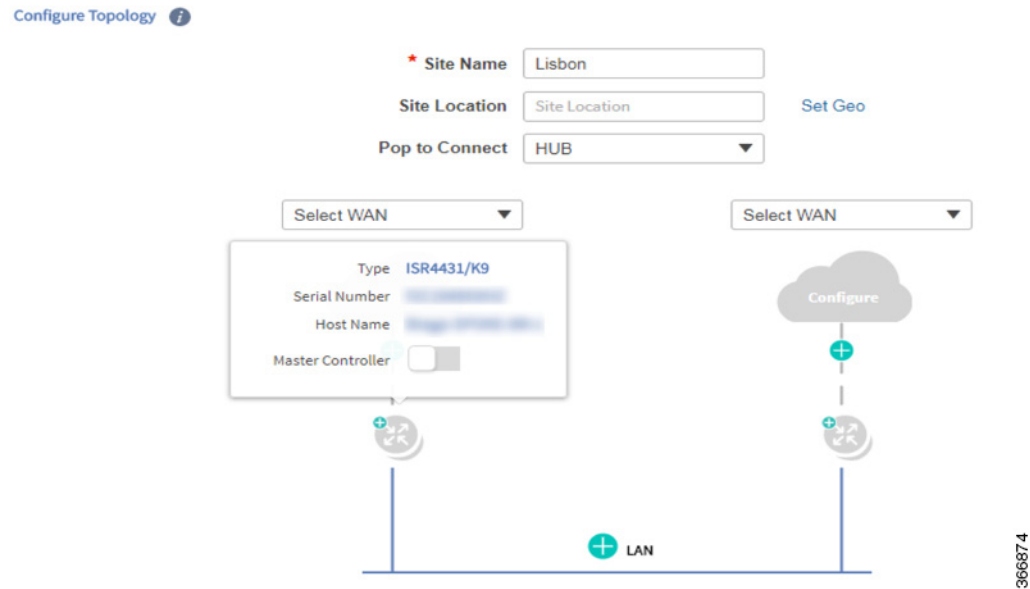 Configure Topology i
* Site Name Lisbon
Site Location Site Location Set Geo
Pop to Connect HUB
Select WAN Select WAN
Type ISR4431/K9
Serial Number
Host Name
Master Controller
Configure
LAN
366874